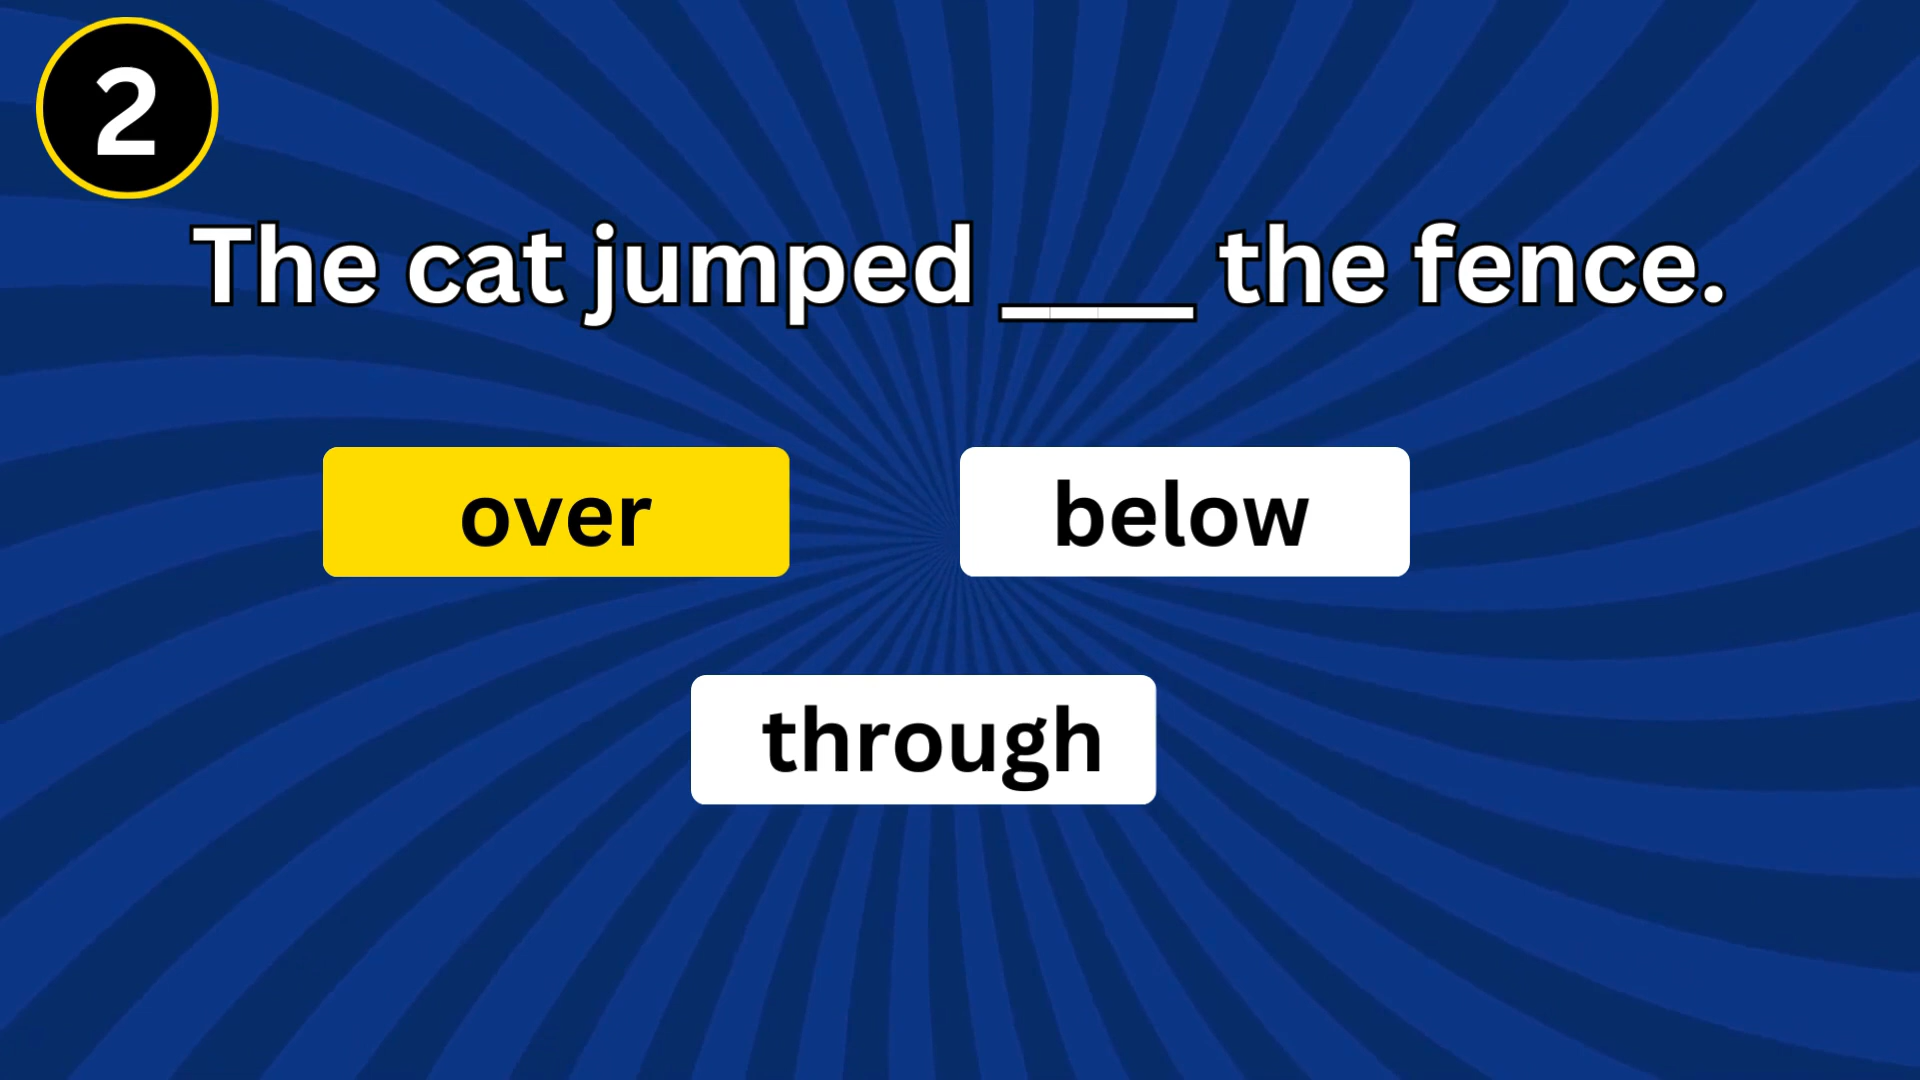 2
The cat jumped ____ the fence.
over
below
through